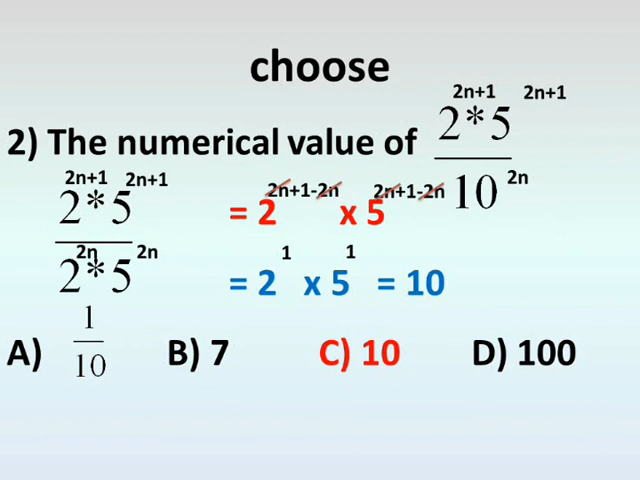 choose
2n+1 2n+1
2) The numerical value of 2*5
10 2n
2n+1 2n+1
2*5 = 2 2n+1-2n x 5 2n+1-2n
2n 2n
2*5 = 2 1 x 5 1 = 10
A) 1/10 B) 7 C) 10 D) 100